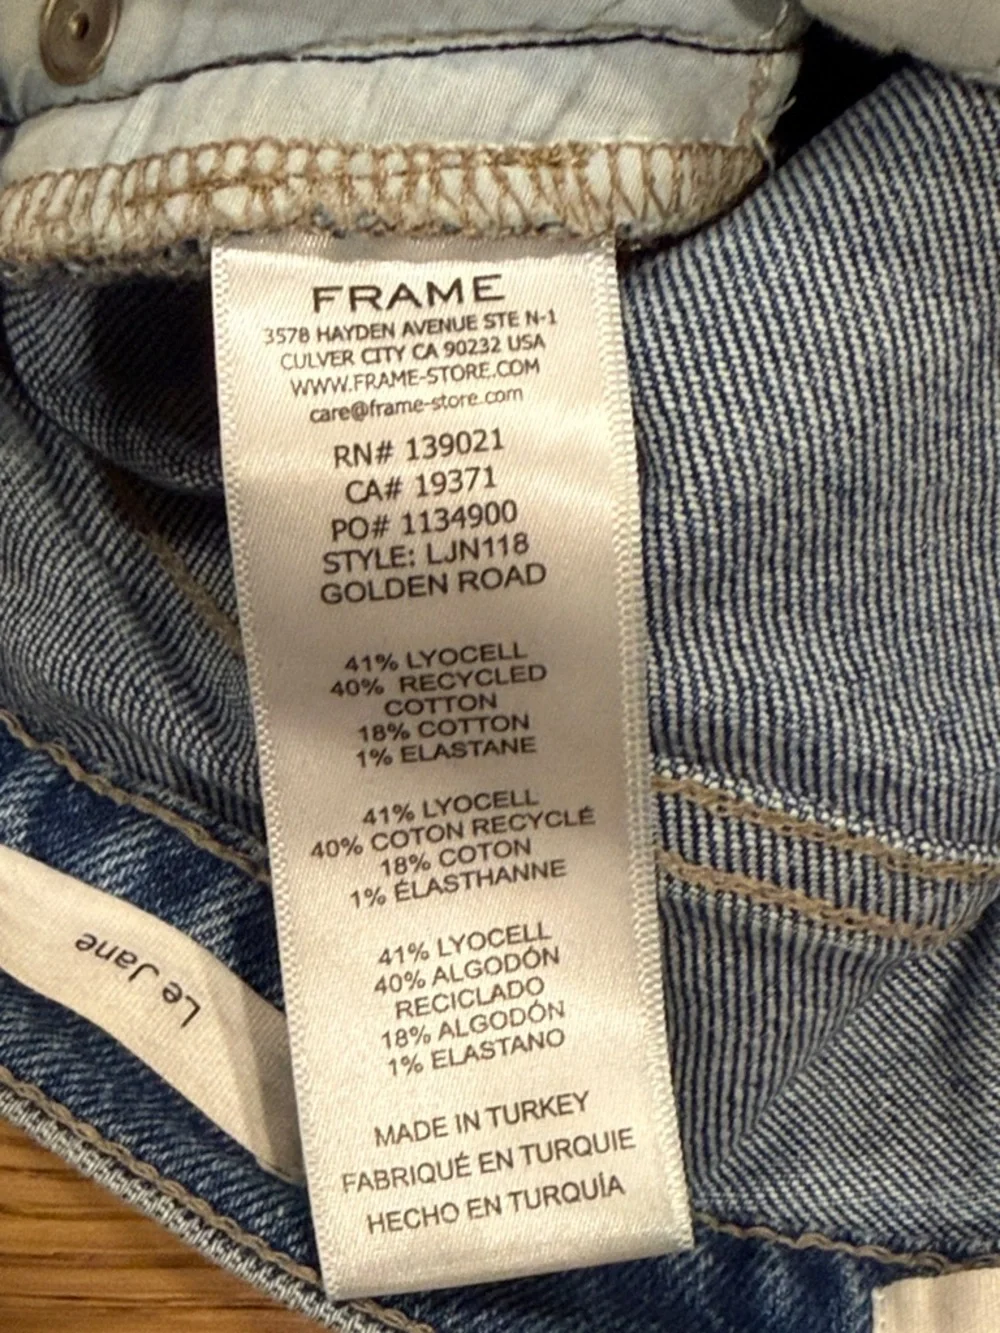 FRAME
3578 HAYDEN AVENUE STE N-1
CULVER CITY CA 90232 USA
WWW.FRAME-STORE.COM
care@frame-store.com
RN# 139021
CA# 19371
PO# 1134900
STYLE: LJN118
GOLDEN ROAD
41% LYOCELL
40% RECYCLED
COTTON
18% COTTON
1% ELASTANE
41% LYOCELL
40% COTON RECYCLÉ
18% COTON
1% ÉLASTHANNE
41% LYOCELL
40% ALGODÓN
RECICLADO
18% ALGODÓN
1% ELASTANO
MADE IN TURKEY
FABRIQUÉ EN TURQUIE
HECHO EN TURQUÍA
Le Jane